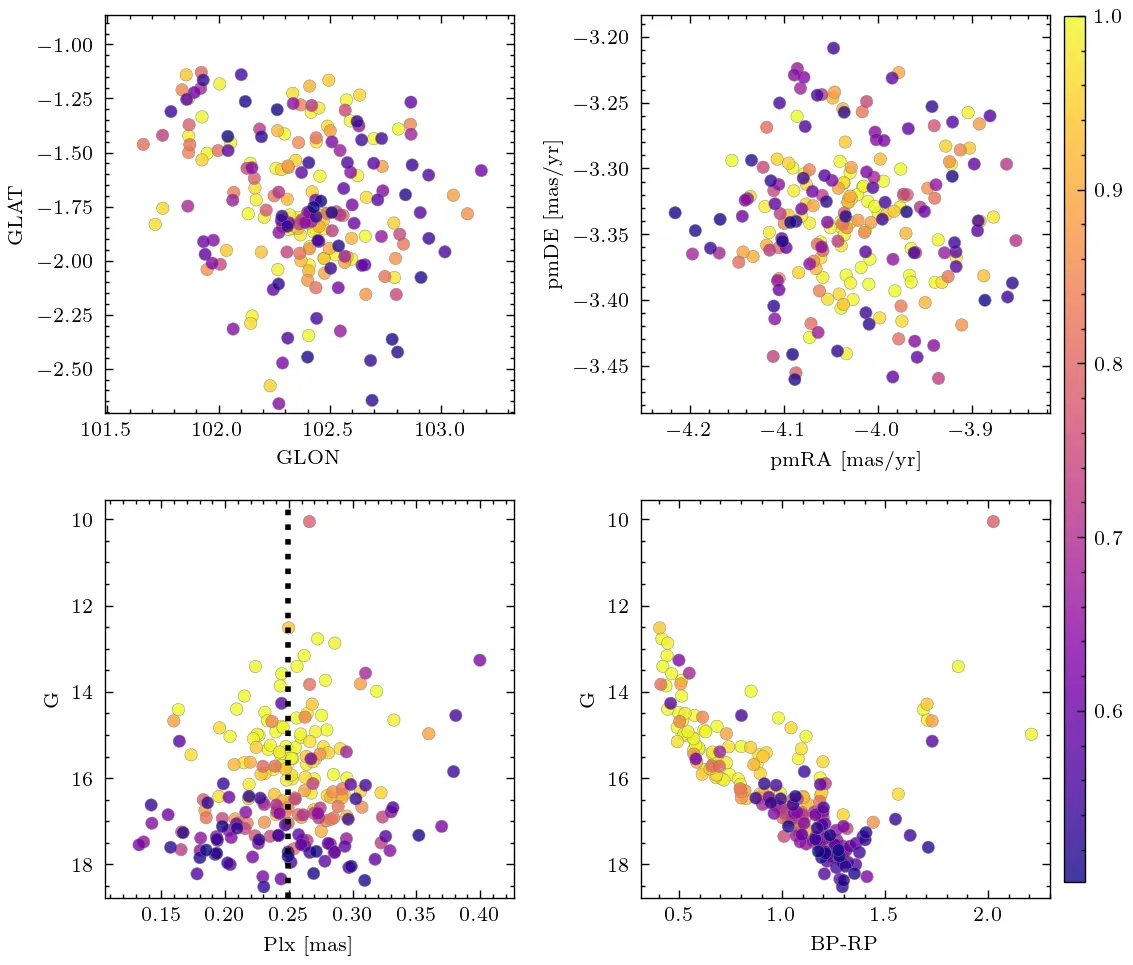 −1.00
−1.25
−1.50
−1.75
−2.00
−2.25
−2.50
GLAT
101.5 102.0 102.5 103.0
GLON
−3.20
−3.25
−3.30
−3.35
−3.40
−3.45
pmDE [mas/yr]
−4.2 −4.1 −4.0 −3.9
pmRA [mas/yr]
1.0
0.9
0.8
0.7
0.6
10
12
14
16
18
G
0.15 0.20 0.25 0.30 0.35 0.40
Plx [mas]
10
12
14
16
18
G
0.5 1.0 1.5 2.0
BP-RP